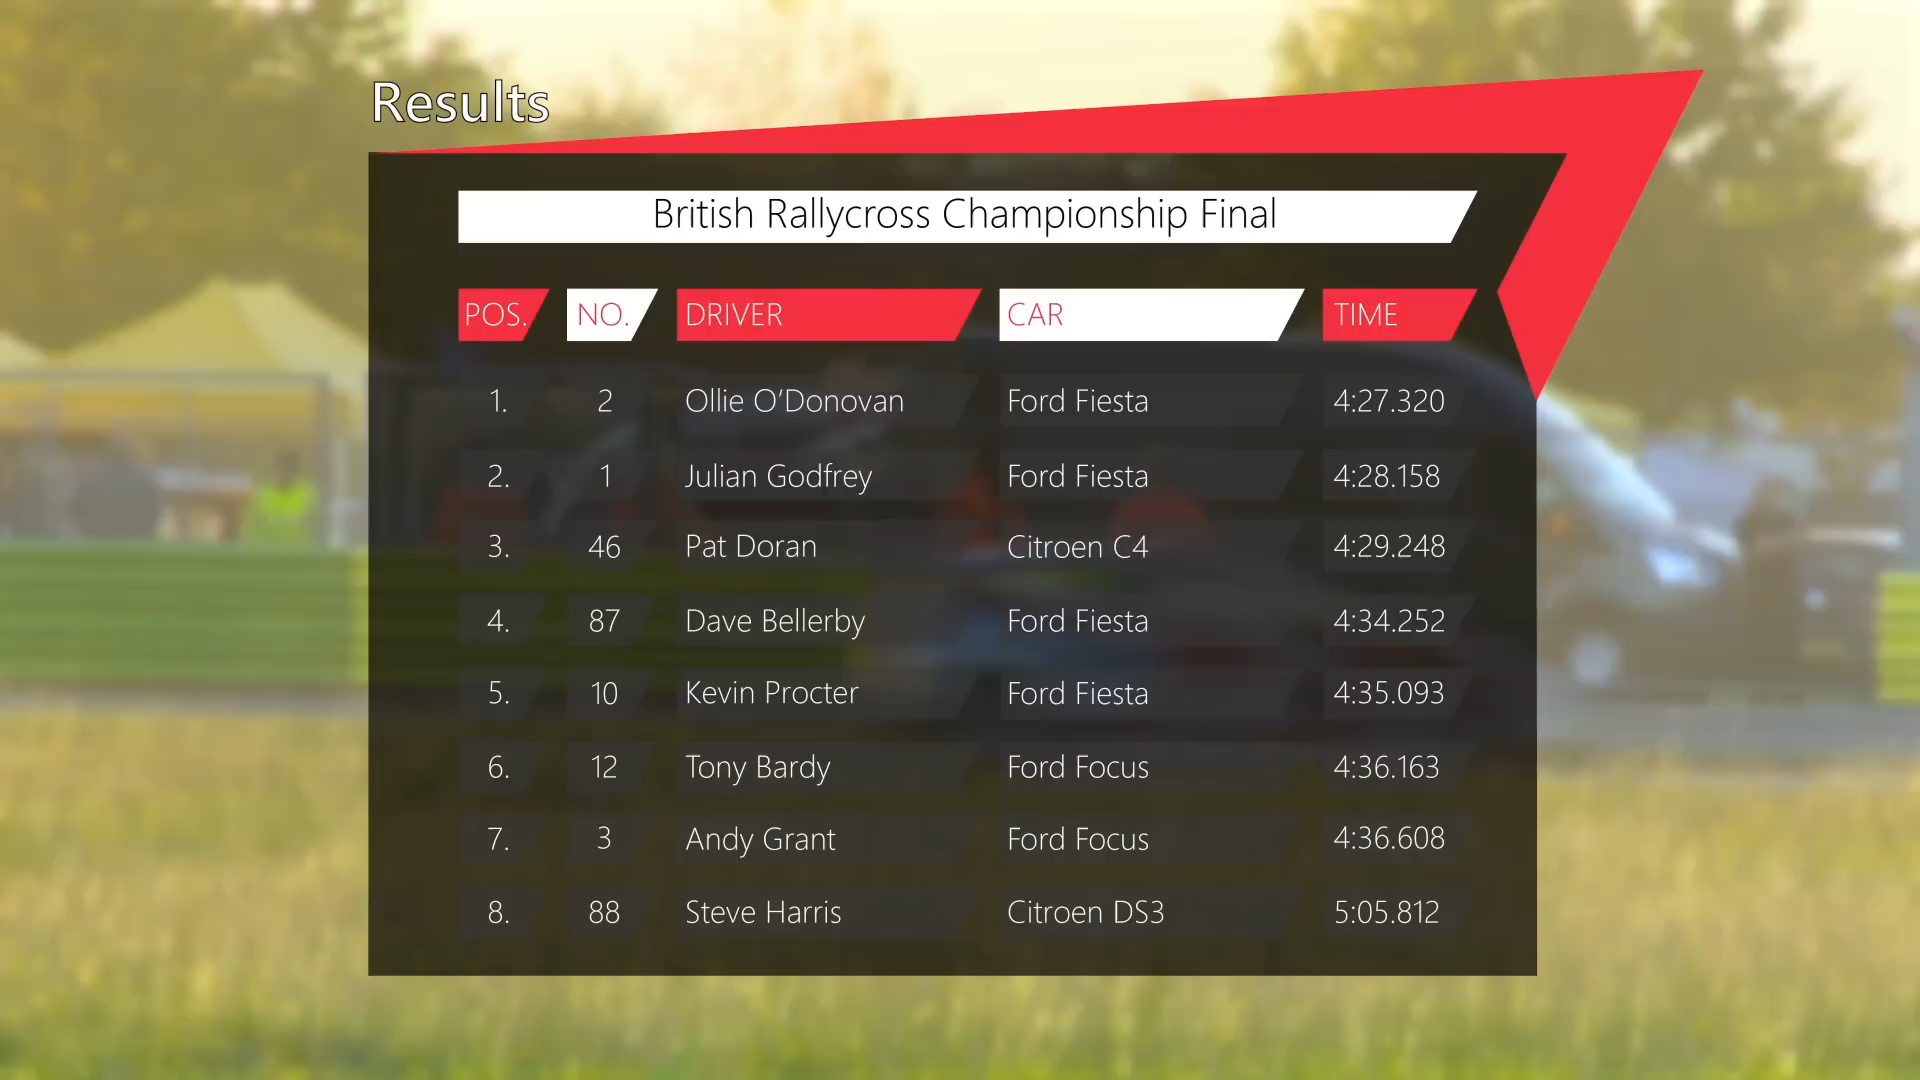 Results
British Rallycross Championship Final
POS. NO. DRIVER CAR TIME
1. 2 Ollie O’Donovan Ford Fiesta 4:27.320
2. 1 Julian Godfrey Ford Fiesta 4:28.158
3. 46 Pat Doran Citroen C4 4:29.248
4. 87 Dave Bellerby Ford Fiesta 4:34.252
5. 10 Kevin Procter Ford Fiesta 4:35.093
6. 12 Tony Bardy Ford Focus 4:36.163
7. 3 Andy Grant Ford Focus 4:36.608
8. 88 Steve Harris Citroen DS3 5:05.812